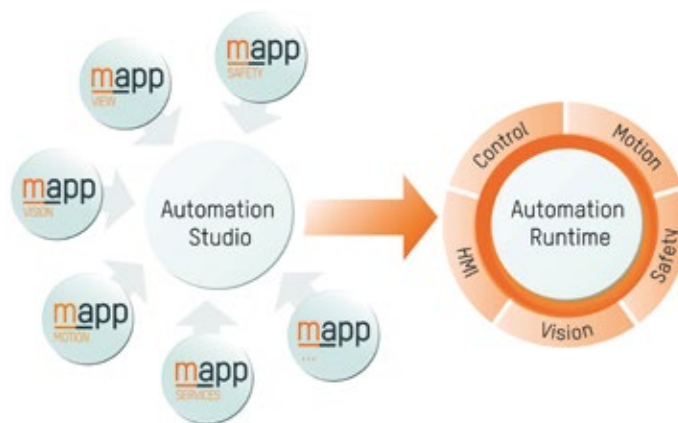 mapp
SAFETY
mapp
VIEW
mapp
VISION
mapp
MOTION
mapp
SERVICES
mapp
...
Automation
Studio
Control
Motion
Safety
Vision
HMI
Automation
Runtime